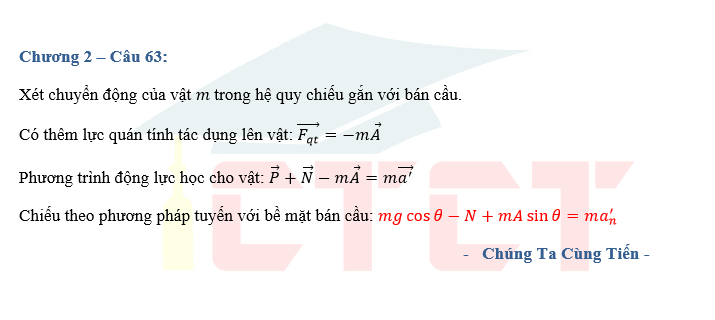 Chương 2 – Câu 63:
Xét chuyển động của vật m trong hệ quy chiếu gắn với bán cầu.
Có thêm lực quán tính tác dụng lên vật: $\overrightarrow{F_{qt}} = -m\vec{A}$
Phương trình động lực học cho vật: $\vec{P} + \vec{N} - m\vec{A} = m\overrightarrow{a'}$
Chiếu theo phương pháp tuyến với bề mặt bán cầu: $mg \cos θ - N + mA \sin θ = ma'_n$
- Chúng Ta Cùng Tiến -
CTCT